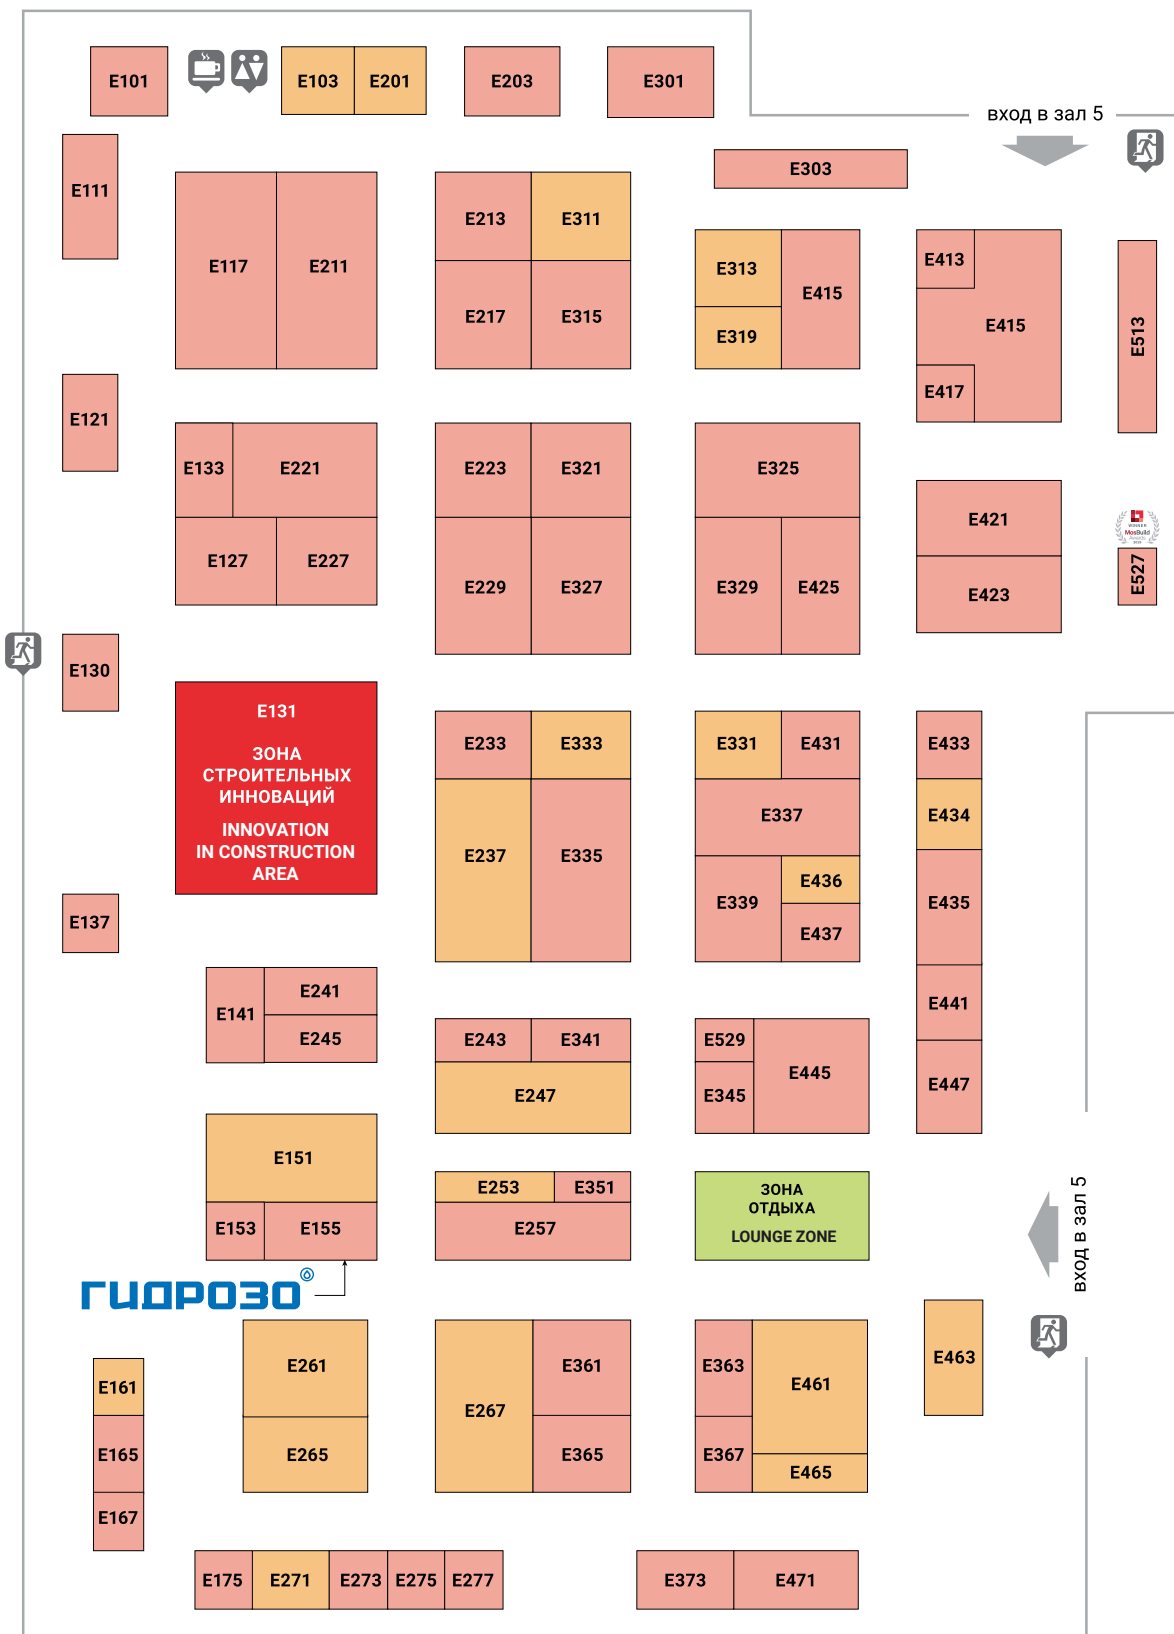 E101
E103
E201
E203
E301
вход в зал 5
E303
E111
E117
E211
E213
E311
E217
E315
E313
E319
E415
E413
E415
E417
E513
E121
E133
E221
E127
E227
E223
E321
E229
E327
E325
E329
E425
E421
E423
WINNER
MosBuild
Awards
E527
E130
E131
ЗОНА
СТРОИТЕЛЬНЫХ
ИННОВАЦИЙ
INNOVATION
IN CONSTRUCTION
AREA
E137
E233
E333
E237
E335
E331
E431
E337
E339
E436
E437
E433
E434
E435
E441
E447
E141
E241
E245
E243
E341
E247
E529
E345
E445
E151
E153
E155
E253
E351
E257
ЗОНА
ОТДЫХА
LOUNGE ZONE
вход в зал 5
ГИДРОЗО
E161
E165
E167
E261
E265
E267
E361
E365
E363
E367
E461
E465
E463
E175
E271
E273
E275
E277
E373
E471